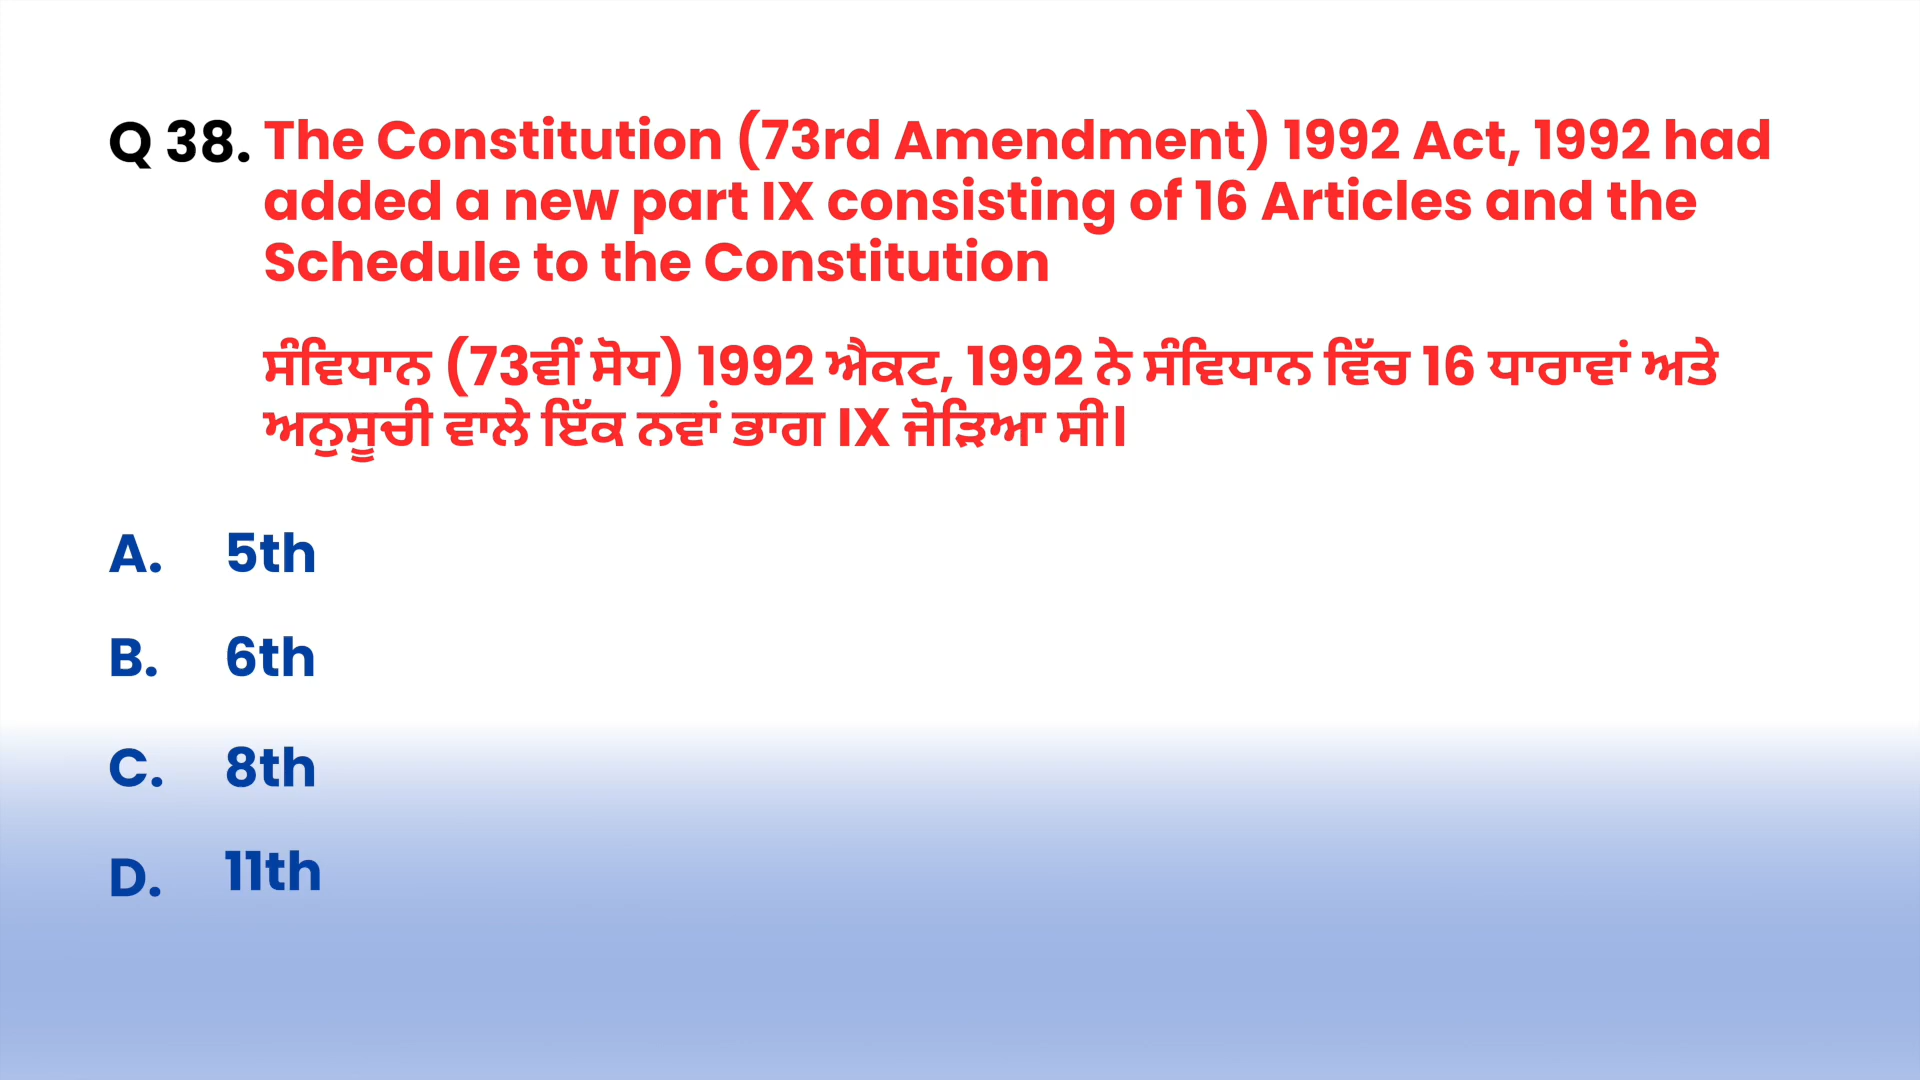 Q 38. The Constitution (73rd Amendment) 1992 Act, 1992 had
added a new part IX consisting of 16 Articles and the
Schedule to the Constitution
ਸੰਵਿਧਾਨ (73ਵੀਂ ਸੋਧ) 1992 ਐਕਟ, 1992 ਨੇ ਸੰਵਿਧਾਨ ਵਿੱਚ 16 ਧਾਰਾਵਾਂ ਅਤੇ
ਅਨੁਸੂਚੀ ਵਾਲੇ ਇੱਕ ਨਵਾਂ ਭਾਗ IX ਜੋੜਿਆ ਸੀ।
A. 5th
B. 6th
C. 8th
D. 11th